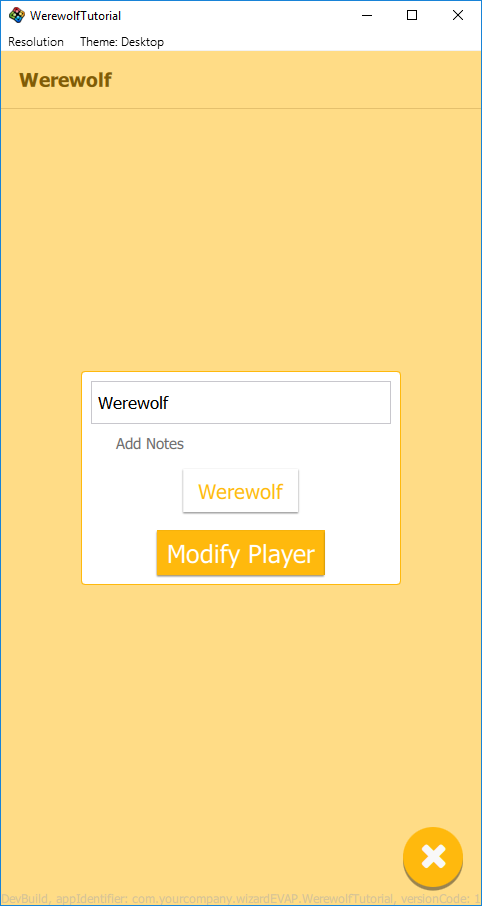 WerewolfTutorial
Resolution Theme: Desktop
Werewolf
Werewolf
Add Notes
Werewolf
Modify Player
DevBuild, appIdentifier: com.yourcompany.wizardEVAP.WerewolfTutorial, versionCode: 1